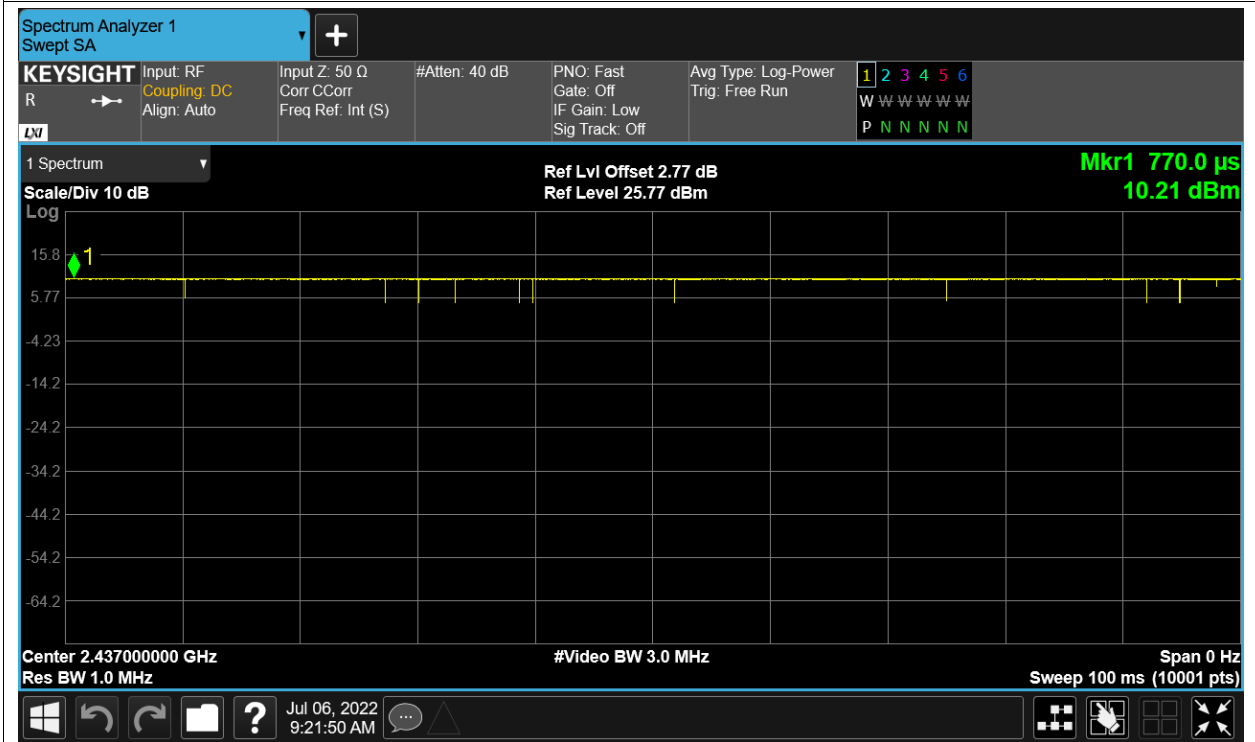 Spectrum Analyzer 1
Swept SA
+
KEYSIGHT
R
LXI
Input: RF
Coupling: DC
Align: Auto
Input Z: 50 Ω
Corr CCorr
Freq Ref: Int (S)
#Atten: 40 dB
PNO: Fast
Gate: Off
IF Gain: Low
Sig Track: Off
Avg Type: Log-Power
Trig: Free Run
1 2 3 4 5 6
W W W W W W
P N N N N N
1 Spectrum
Scale/Div 10 dB
Ref Lvl Offset 2.77 dB
Ref Level 25.77 dBm
Mkr1 770.0 µs
10.21 dBm
Log
1
15.8
5.77
-4.23
-14.2
-24.2
-34.2
-44.2
-54.2
-64.2
Center 2.437000000 GHz
#Video BW 3.0 MHz
Span 0 Hz
Res BW 1.0 MHz
Sweep 100 ms (10001 pts)
?
Jul 06, 2022
9:21:50 AM